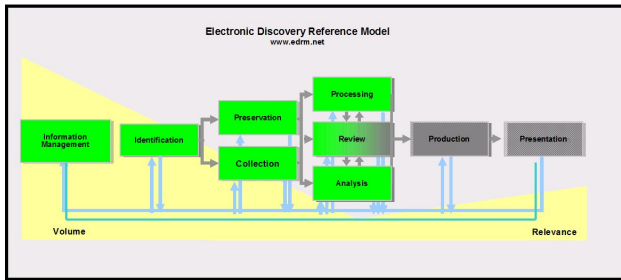 Electronic Discovery Reference Model
www.edrm.net
Processing
Preservation
Information
Management
Identification
Review
Production
Presentation
Collection
Analysis
Volume
Relevance